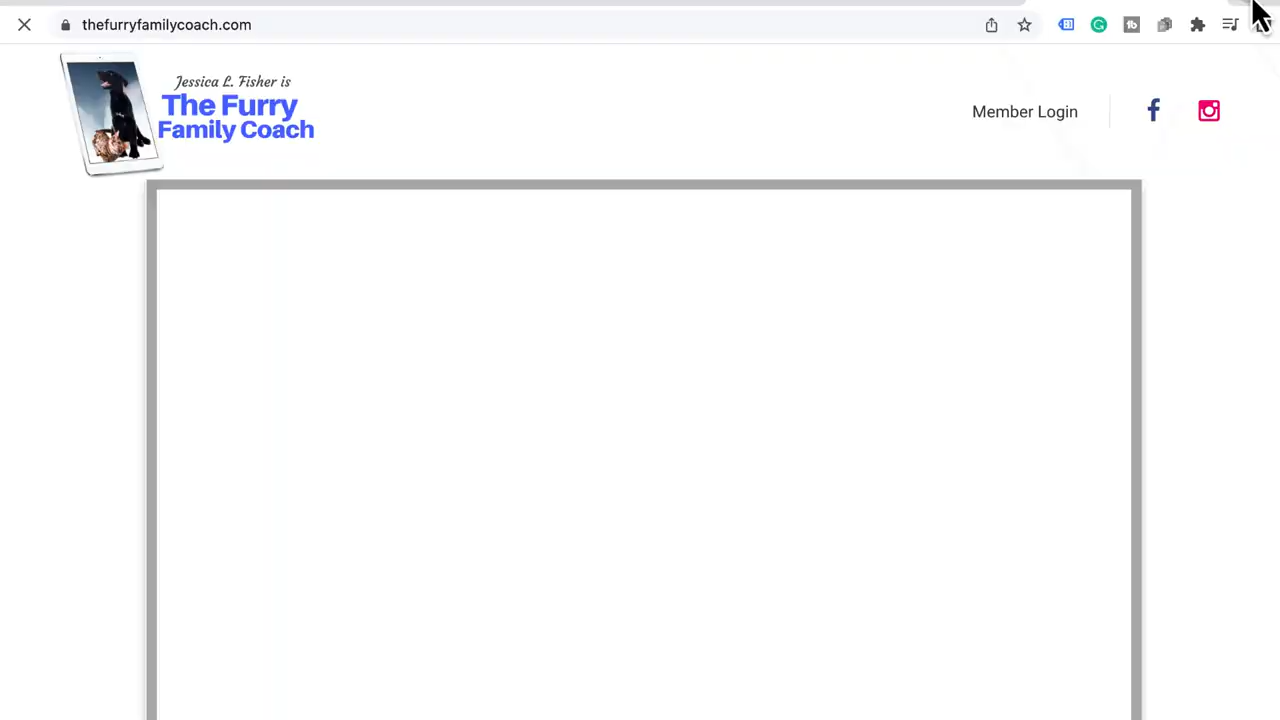 thefurryfamilycoach.com
Jessica L. Fisher is
The Furry
Family Coach
Member Login